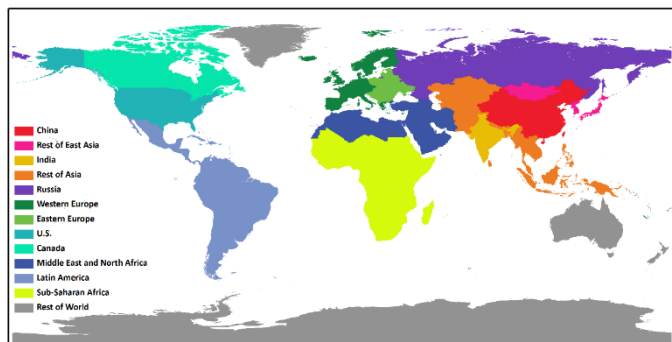 China
Rest of East Asia
India
Rest of Asia
Russia
Western Europe
Eastern Europe
U.S.
Canada
Middle East and North Africa
Latin America
Sub-Saharan Africa
Rest of World